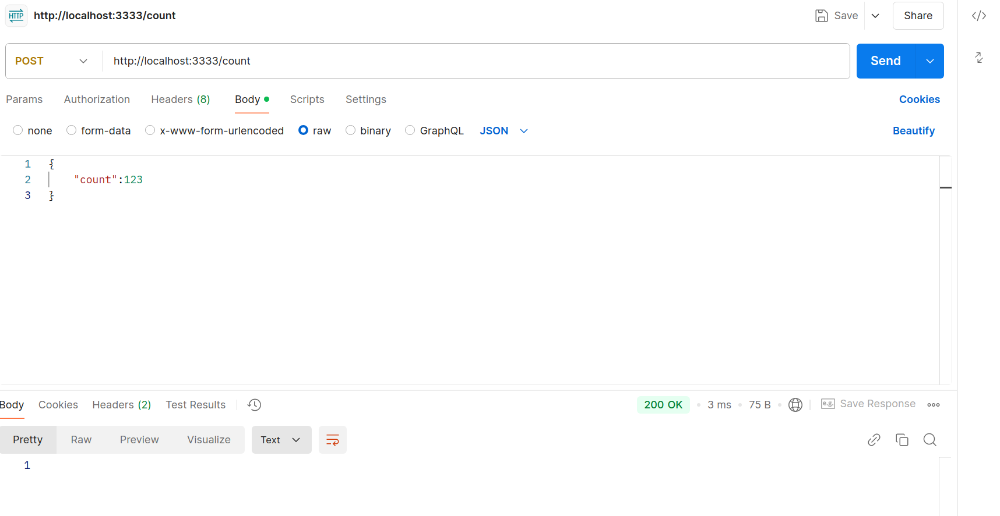 HTTP http://localhost:3333/count Save Share
POST http://localhost:3333/count Send
Params Authorization Headers (8) Body Scripts Settings Cookies
none form-data x-www-form-urlencoded raw binary GraphQL JSON Beautify
1 {
2 "count":123
3 }
Body Cookies Headers (2) Test Results 200 OK 3 ms 75 B e.g. Save Response
Pretty Raw Preview Visualize Text
1